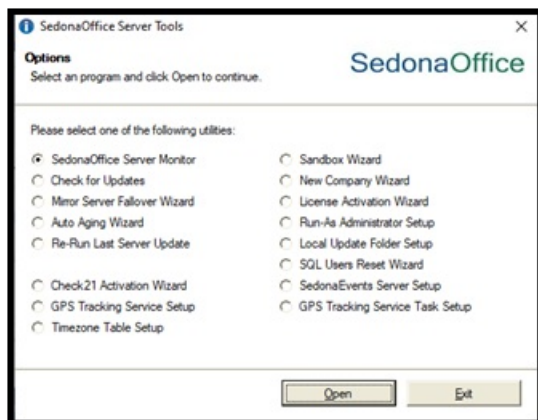 SedonaOffice Server Tools
Options
Select an program and click Open to continue.
SedonaOffice
Please select one of the following utilities:
SedonaOffice Server Monitor
Sandbox Wizard
Check for Updates
New Company Wizard
Mirror Server Fallover Wizard
License Activation Wizard
Auto Aging Wizard
Run-As Administrator Setup
Re-Run Last Server Update
Local Update Folder Setup
SQL Users Reset Wizard
Check21 Activation Wizard
SedonaEvents Server Setup
GPS Tracking Service Setup
GPS Tracking Service Task Setup
Timezone Table Setup
Open
Exit